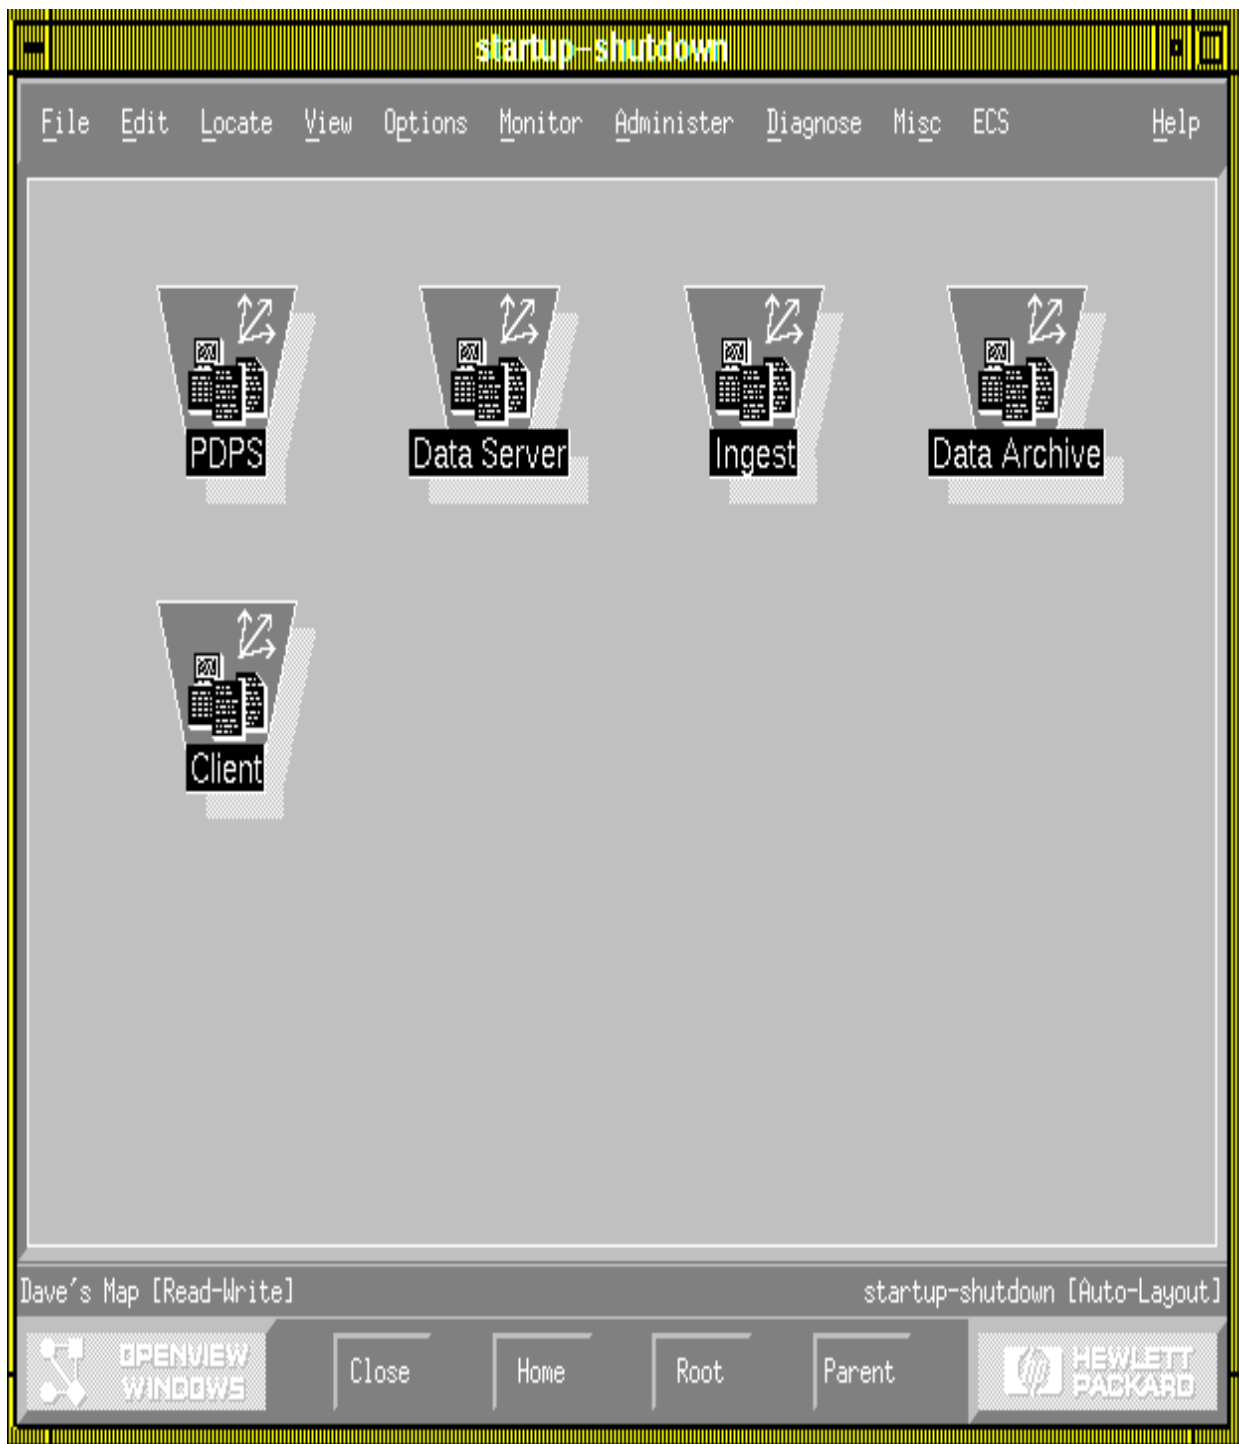 startup-shutdown
File Edit Locate View Options Monitor Administer Diagnose Misc ECS Help
PDPS Data Server Ingest Data Archive
Client
Dave's Map [Read-Write] startup-shutdown [Auto-Layout]
OPENVIEW
WINDOWS
Close Home Root Parent
hp HEWLETT
PACKARD